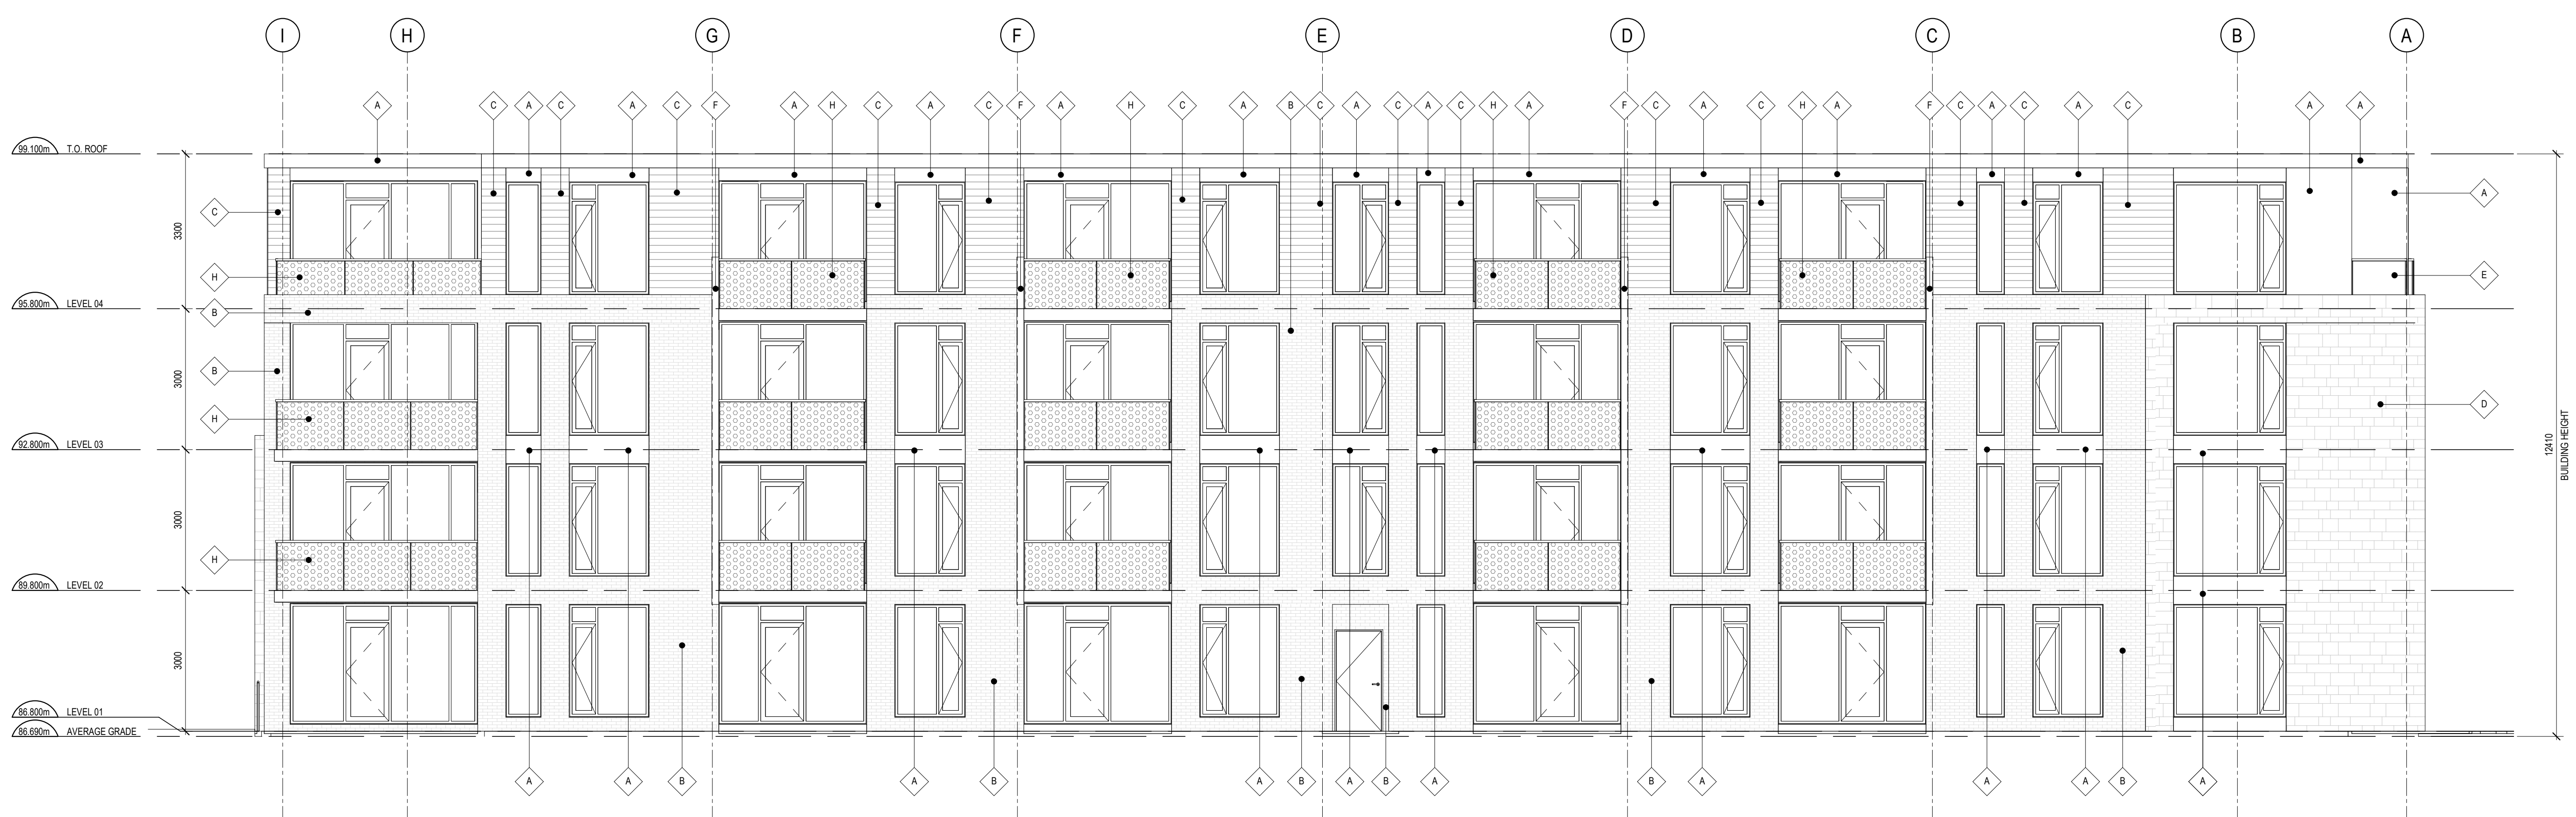 I H G F E D C B A
A C A C A C F A H C A C F A H C A B C A C A C H A F C A C H A F C A C A C A A
99.100m T.O. ROOF
3300
C
A
H
E
95.800m LEVEL 04
B
3000
B
D
H
92.800m LEVEL 03
12410
BUILDING HEIGHT
3000
H
89.800m LEVEL 02
3000
86.800m LEVEL 01
86.690m AVERAGE GRADE
A A B A B A B A B A B A A A B A